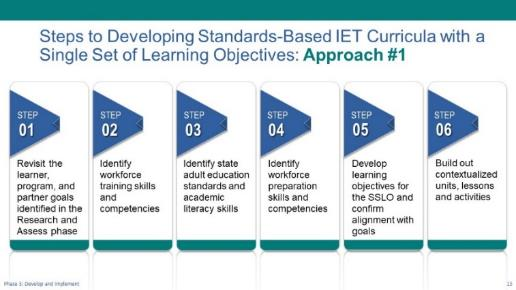 Steps to Developing Standards-Based IET Curricula with a
Single Set of Learning Objectives: Approach #1
STEP
01
Revisit the
learner,
program, and
partner goals
identified in the
Research and
Assess phase
STEP
02
Identify
workforce
training skills
and
competencies
STEP
03
Identify state
adult education
standards and
academic
literacy skills
STEP
04
Identify
workforce
preparation
skills and
competencies
STEP
05
Develop
learning
objectives for
the SSLO and
confirm
alignment with
goals
STEP
06
Build out
contextualized
units, lessons
and activities
Phase 3: Develop and Implement
13